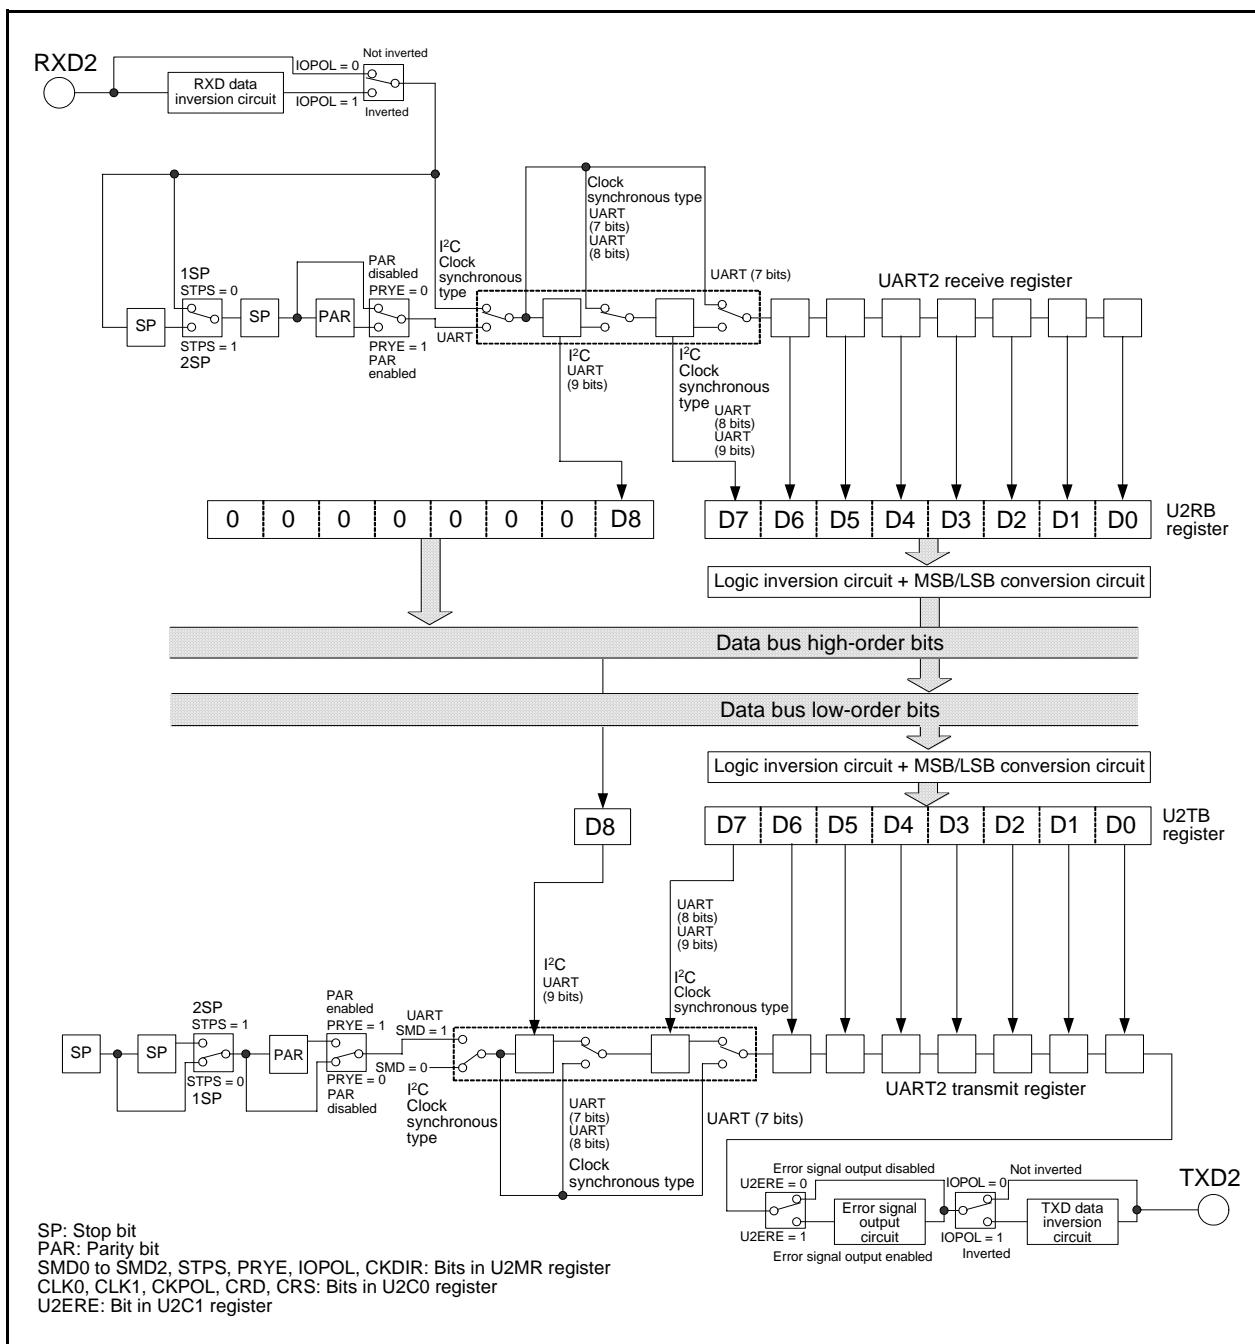 RXD2
IOPOL = 0
Not inverted
RXD data
inversion circuit
IOPOL = 1
Inverted
Clock
synchronous type
UART
(7 bits)
UART
(8 bits)
I²C
Clock
synchronous
type
UART (7 bits)
UART2 receive register
1SP
STPS = 0
PAR
disabled
PRYE = 0
SP
SP
PAR
STPS = 1
2SP
PRYE = 1
PAR
enabled
UART
I²C
UART
(9 bits)
I²C
Clock
synchronous
type
UART
(8 bits)
UART
(9 bits)
0 0 0 0 0 0 0 D8
D7 D6 D5 D4 D3 D2 D1 D0
U2RB
register
Logic inversion circuit + MSB/LSB conversion circuit
Data bus high-order bits
Data bus low-order bits
Logic inversion circuit + MSB/LSB conversion circuit
D8
D7 D6 D5 D4 D3 D2 D1 D0
U2TB
register
UART
(8 bits)
UART
(9 bits)
I²C
UART
(9 bits)
I²C
Clock
synchronous type
2SP
STPS = 1
PAR
enabled
PRYE = 1
UART
SMD = 1
SP
SP
PAR
STPS = 0
1SP
PRYE = 0
PAR
disabled
SMD = 0
I²C
Clock
synchronous
type
UART
(7 bits)
UART
(8 bits)
Clock
synchronous type
UART (7 bits)
UART2 transmit register
Error signal output disabled
U2ERE = 0
Error signal
output
circuit
U2ERE = 1
Error signal output enabled
IOPOL = 0
Not inverted
TXD data
inversion
circuit
IOPOL = 1
Inverted
TXD2
SP: Stop bit
PAR: Parity bit
SMD0 to SMD2, STPS, PRYE, IOPOL, CKDIR: Bits in U2MR register
CLK0, CLK1, CKPOL, CRD, CRS: Bits in U2C0 register
U2ERE: Bit in U2C1 register